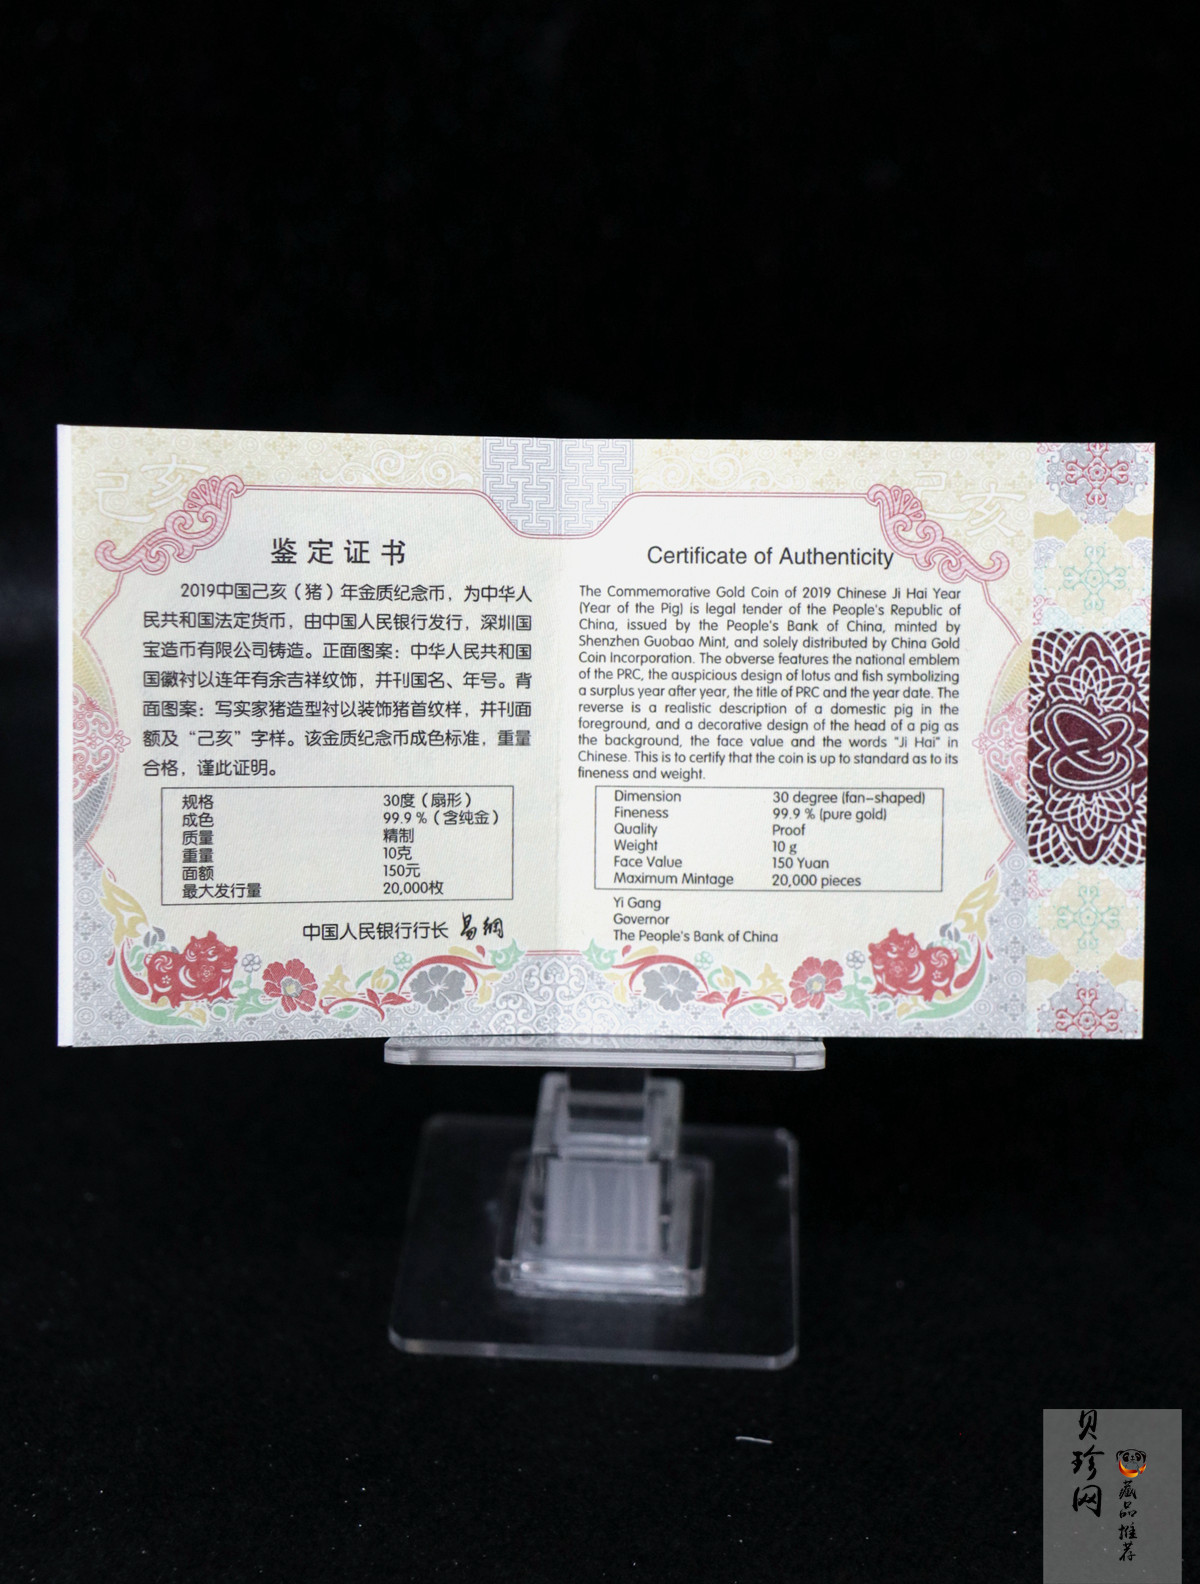 己亥
鉴定证书
2019中国己亥（猪）年金质纪念币，为中华人
民共和国法定货币，由中国人民银行发行，深圳国
宝造币有限公司铸造。正面图案：中华人民共和国
国徽衬以连年有余吉祥纹饰，并刊国名、年号。背
面图案：写实家猪造型衬以装饰猪首纹样，并刊面
额及“己亥”字样。该金质纪念币成色标准，重量
合格，谨此证明。
规格 30度（扇形）
成色 99.9 %（含纯金）
质量 精制
重量 10克
面额 150元
最大发行量 20,000枚
中国人民银行行长 易纲
己亥
Certificate of Authenticity
The Commemorative Gold Coin of 2019 Chinese Ji Hai Year
(Year of the Pig) is legal tender of the People's Republic of
China, issued by the People's Bank of China, minted by
Shenzhen Guobao Mint, and solely distributed by China Gold
Coin Incorporation. The obverse features the national emblem
of the PRC, the auspicious design of lotus and fish symbolizing
a surplus year after year, the title of PRC and the year date. The
reverse is a realistic description of a domestic pig in the
foreground, and a decorative design of the head of a pig as
the background, the face value and the words "Ji Hai" in
Chinese. This is to certify that the coin is up to standard as to its
fineness and weight.
Dimension 30 degree (fan-shaped)
Fineness 99.9 % (pure gold)
Quality Proof
Weight 10 g
Face Value 150 Yuan
Maximum Mintage 20,000 pieces
Yi Gang
Governor
The People's Bank of China
贝珍网
藏品推荐